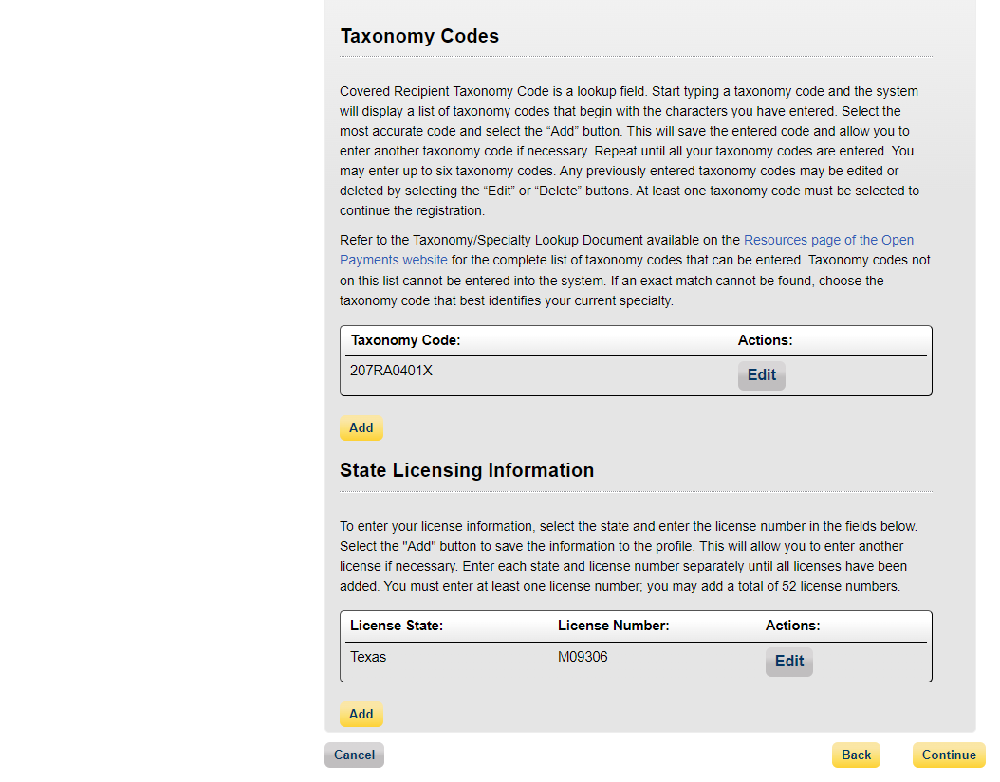 Taxonomy Codes
Covered Recipient Taxonomy Code is a lookup field. Start typing a taxonomy code and the system
will display a list of taxonomy codes that begin with the characters you have entered. Select the
most accurate code and select the “Add” button. This will save the entered code and allow you to
enter another taxonomy code if necessary. Repeat until all your taxonomy codes are entered. You
may enter up to six taxonomy codes. Any previously entered taxonomy codes may be edited or
deleted by selecting the “Edit” or “Delete” buttons. At least one taxonomy code must be selected to
continue the registration.
Refer to the Taxonomy/Specialty Lookup Document available on the Resources page of the Open
Payments website for the complete list of taxonomy codes that can be entered. Taxonomy codes not
on this list cannot be entered into the system. If an exact match cannot be found, choose the
taxonomy code that best identifies your current specialty.
Taxonomy Code: Actions:
207RA0401X Edit
Add
State Licensing Information
To enter your license information, select the state and enter the license number in the fields below.
Select the "Add" button to save the information to the profile. This will allow you to enter another
license if necessary. Enter each state and license number separately until all licenses have been
added. You must enter at least one license number; you may add a total of 52 license numbers.
License State: License Number: Actions:
Texas M09306 Edit
Add
Cancel Back Continue